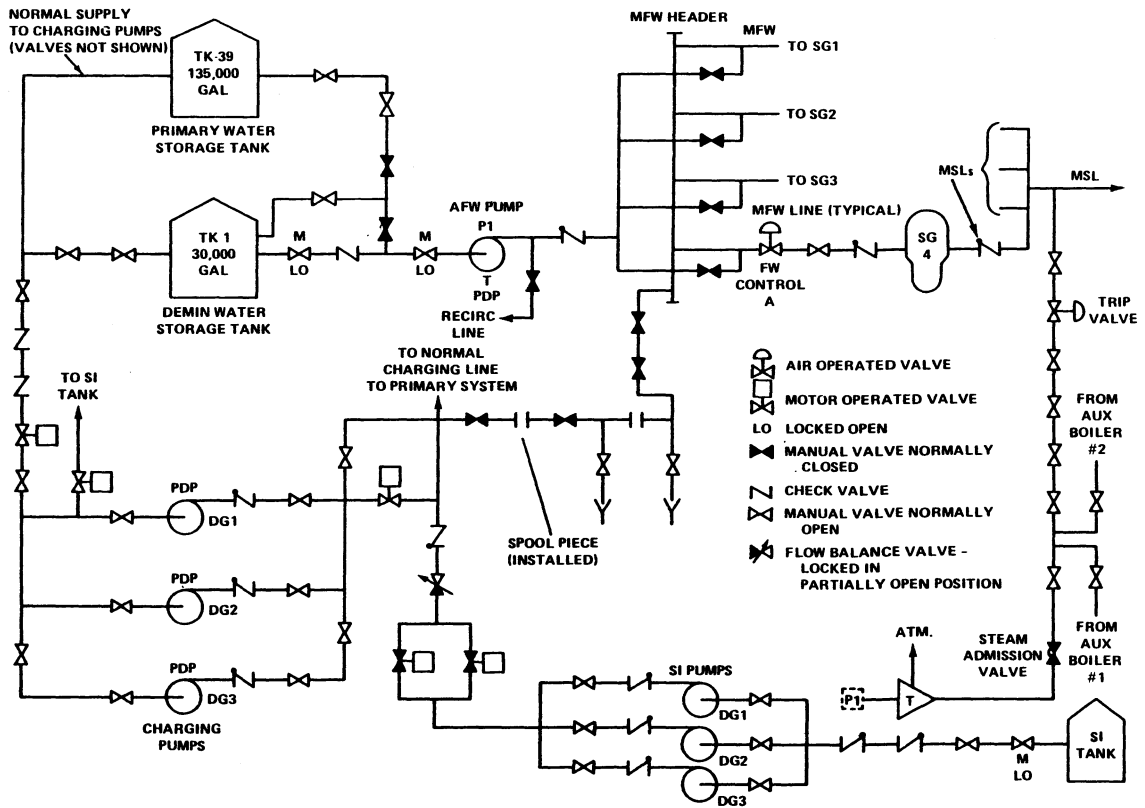 NORMAL SUPPLY
TO CHARGING PUMPS
(VALVES NOT SHOWN)
TK-39
135,000
GAL
PRIMARY WATER
STORAGE TANK
TK 1
30,000
GAL
DEMIN WATER
STORAGE TANK
M
LO
M
LO
AFW PUMP
P1
T
PDP
RECIRC
LINE
MFW HEADER
MFW
TO SG1
TO SG2
TO SG3
MFW LINE (TYPICAL)
FW
CONTROL
A
SG
4
MSLs
MSL
TRIP
VALVE
FROM
AUX
BOILER
#2
FROM
AUX
BOILER
#1
STEAM
ADMISSION
VALVE
ATM.
P1
T
TO SI
TANK
TO NORMAL
CHARGING LINE
TO PRIMARY SYSTEM
SPOOL PIECE
(INSTALLED)
PDP
DG1
PDP
DG2
PDP
DG3
CHARGING
PUMPS
SI PUMPS
DG1
DG2
DG3
M
LO
SI
TANK
AIR OPERATED VALVE
MOTOR OPERATED VALVE
LO LOCKED OPEN
MANUAL VALVE NORMALLY
CLOSED
CHECK VALVE
MANUAL VALVE NORMALLY
OPEN
FLOW BALANCE VALVE –
LOCKED IN
PARTIALLY OPEN POSITION